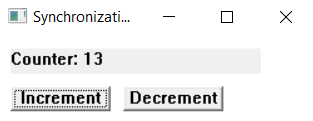 Synchronizati...
Counter: 13
Increment
Decrement